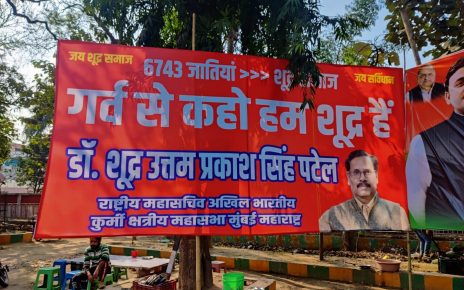 जय शूद्र समाज
जय संविधान
6743 जातियां >>> शूद्र समाज
गर्व से कहो हम शूद्र हैं
डॉ. शूद्र उत्तम प्रकाश सिंह पटेल
राष्ट्रीय महासचिव अखिल भारतीय
कुर्मी क्षत्रीय महासभा मुंबई महाराष्ट्र